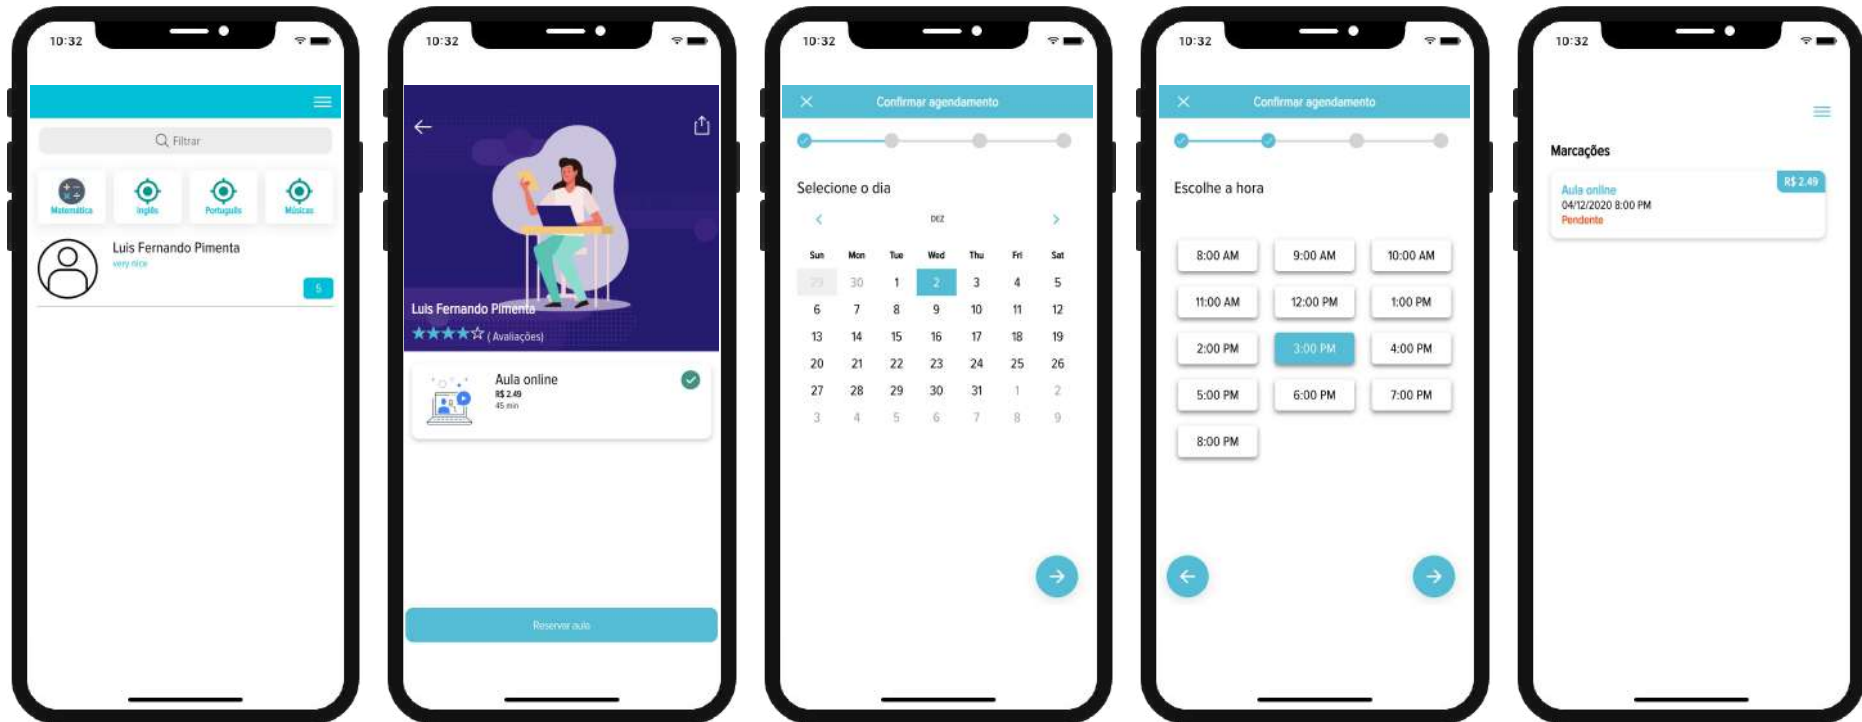 10:32
Filtrar
Matemática Inglês Português Músicas
Luis Fernando Pimenta
very nice
5
10:32
Luis Fernando Pimenta
( Avaliações)
Aula online
R$ 2.49
45 min
Reservar aula
10:32
Confirmar agendamento
Selecione o dia
DEZ
Sun Mon Tue Wed Thu Fri Sat
29 30 1 2 3 4 5
6 7 8 9 10 11 12
13 14 15 16 17 18 19
20 21 22 23 24 25 26
27 28 29 30 31 1 2
3 4 5 6 7 8 9
10:32
Confirmar agendamento
Escolhe a hora
8:00 AM 9:00 AM 10:00 AM
11:00 AM 12:00 PM 1:00 PM
2:00 PM 3:00 PM 4:00 PM
5:00 PM 6:00 PM 7:00 PM
8:00 PM
10:32
Marcações
R$ 2.49
Aula online
04/12/2020 8:00 PM
Pendente